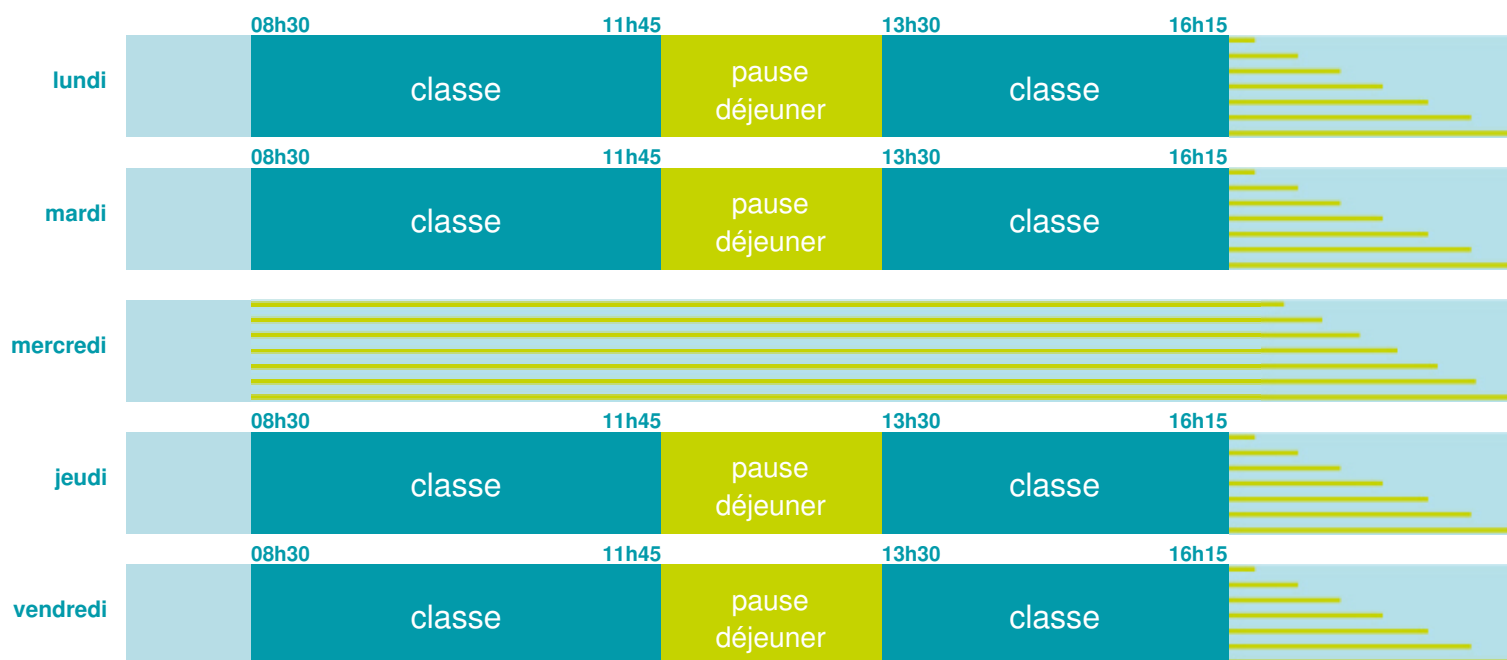 08h30 11h45 13h30 16h15
lundi classe pause déjeuner classe
08h30 11h45 13h30 16h15
mardi classe pause déjeuner classe
mercredi
08h30 11h45 13h30 16h15
jeudi classe pause déjeuner classe
08h30 11h45 13h30 16h15
vendredi classe pause déjeuner classe